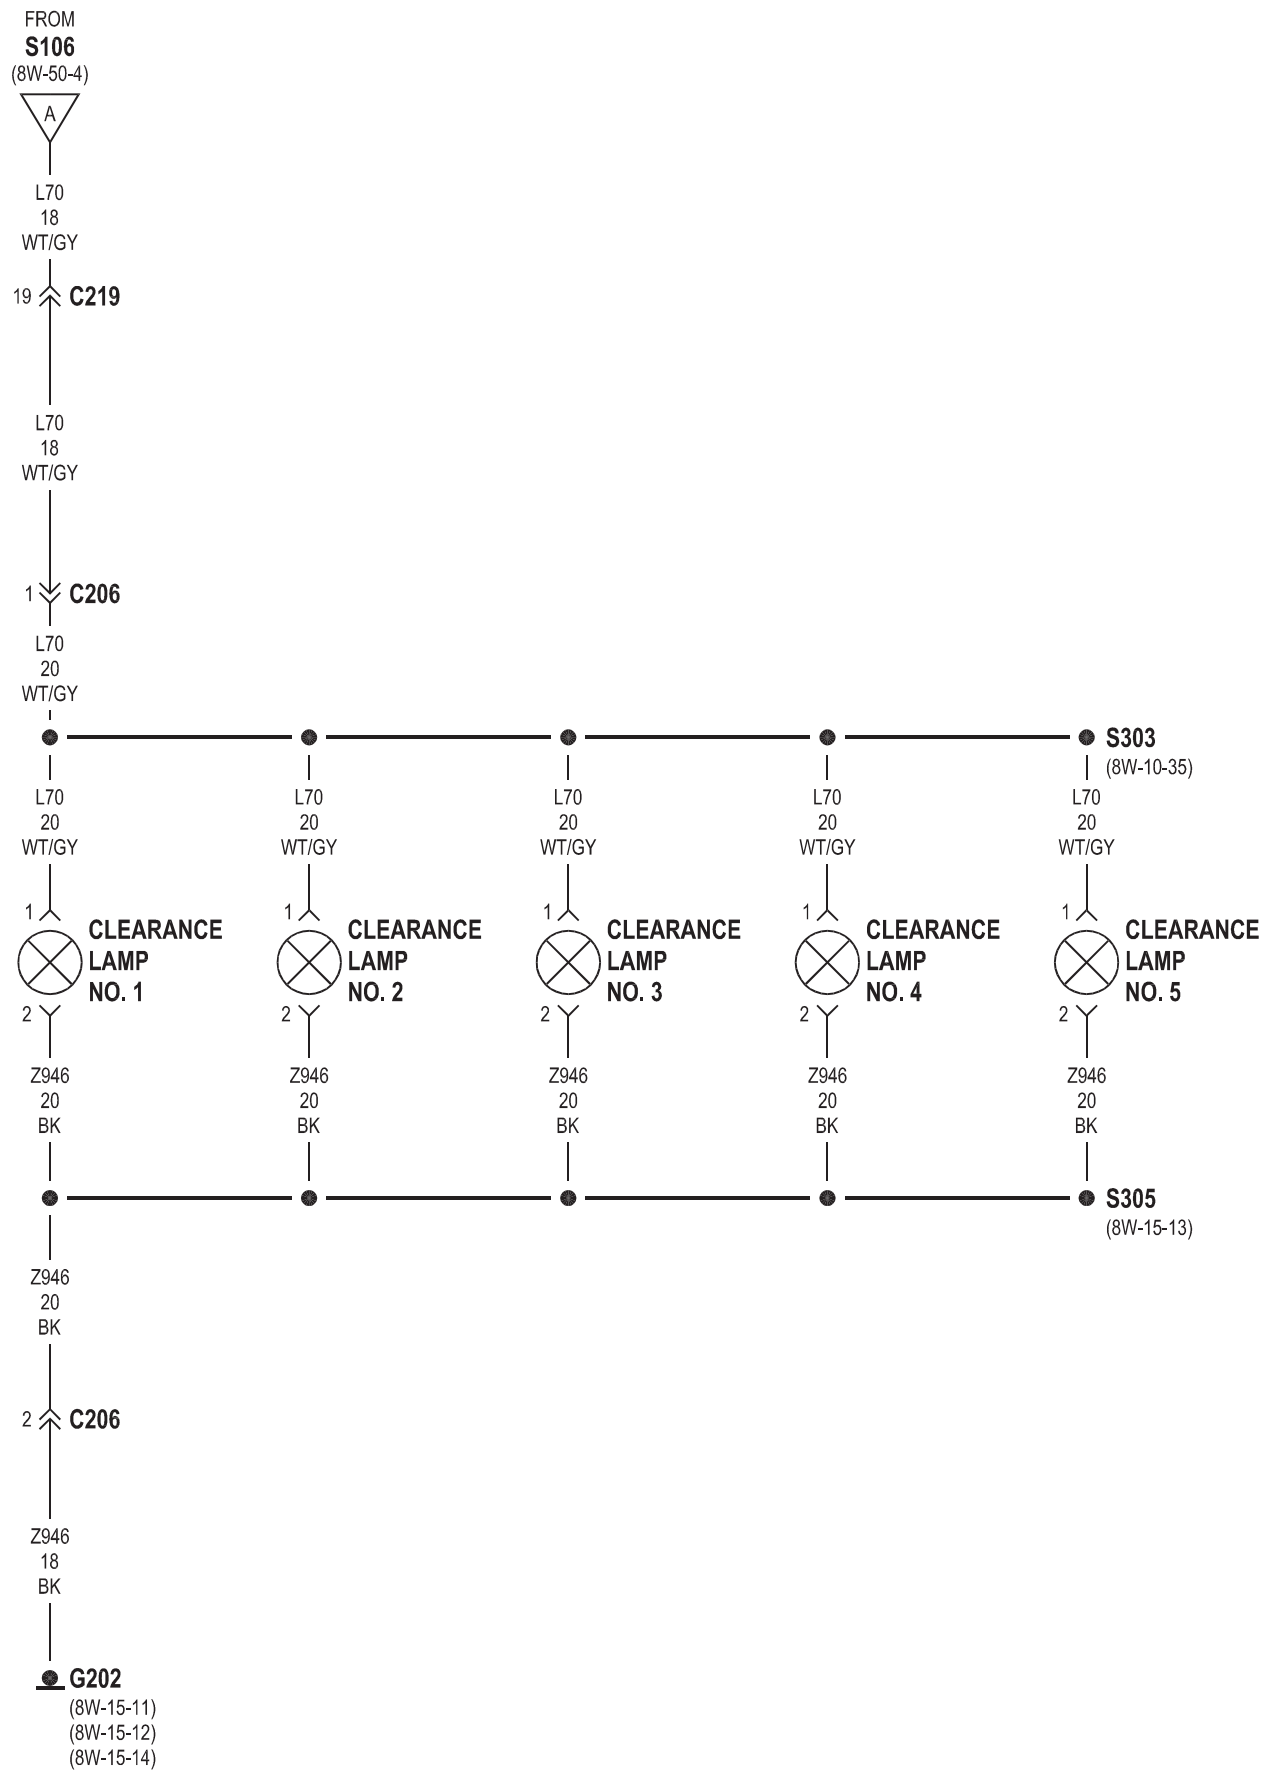 FROM
S106
(8W-50-4)
A
L70
18
WT/GY
19 C219
L70
18
WT/GY
1 C206
L70
20
WT/GY
S303
(8W-10-35)
L70 L70 L70 L70 L70
20 20 20 20 20
WT/GY WT/GY WT/GY WT/GY WT/GY
1 1 1 1 1
CLEARANCE CLEARANCE CLEARANCE CLEARANCE CLEARANCE
LAMP LAMP LAMP LAMP LAMP
NO. 1 NO. 2 NO. 3 NO. 4 NO. 5
2 2 2 2 2
Z946 Z946 Z946 Z946 Z946
20 20 20 20 20
BK BK BK BK BK
S305
(8W-15-13)
Z946
20
BK
2 C206
Z946
18
BK
G202
(8W-15-11)
(8W-15-12)
(8W-15-14)